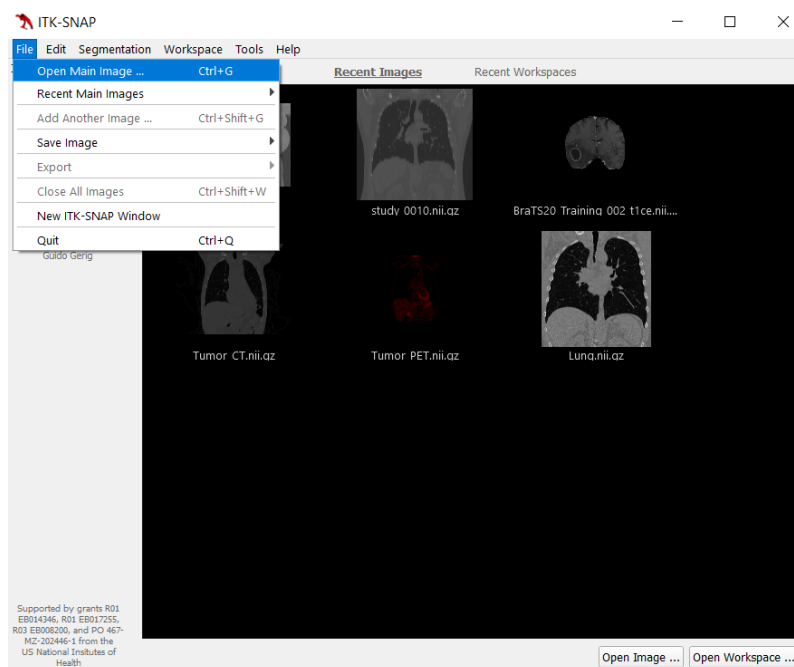 ITK-SNAP
File Edit Segmentation Workspace Tools Help
Open Main Image ... Ctrl+G
Recent Main Images
Add Another Image ... Ctrl+Shift+G
Save Image
Export
Close All Images Ctrl+Shift+W
New ITK-SNAP Window
Quit Ctrl+Q
Guido Gerig
Recent Images Recent Workspaces
study 0010.nii.gz BraTS20 Training 002 t1ce.nii....
Tumor CT.nii.gz Tumor PET.nii.gz Lung.nii.gz
Supported by grants R01
EB014346, R01 EB017255,
R03 EB008200, and PO 467-
MZ-202446-1 from the
US National Insitutes of
Health
Open Image ... Open Workspace ...